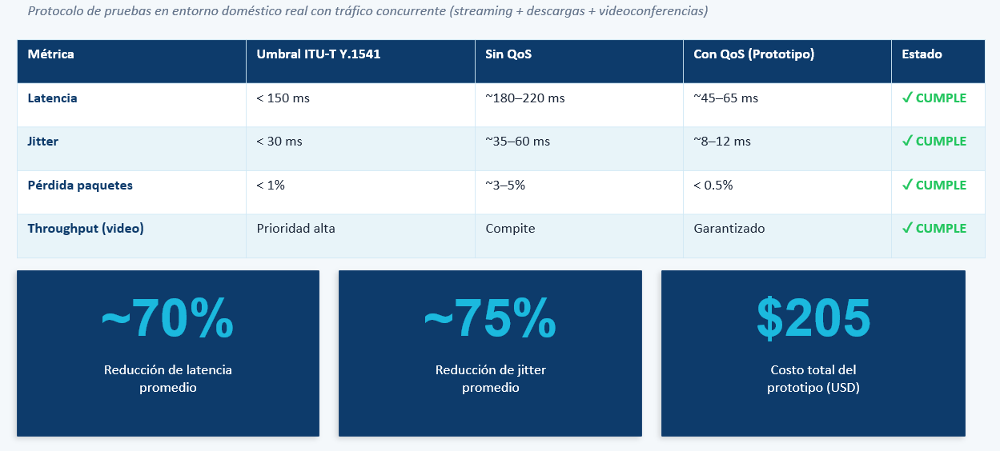 Protocolo de pruebas en entorno doméstico real con tráfico concurrente (streaming + descargas + videoconferencias)
Métrica Umbral ITU-T Y.1541 Sin QoS Con QoS (Prototipo) Estado
Latencia < 150 ms ~180–220 ms ~45–65 ms ✓ CUMPLE
Jitter < 30 ms ~35–60 ms ~8–12 ms ✓ CUMPLE
Pérdida paquetes < 1% ~3–5% < 0.5% ✓ CUMPLE
Throughput (video) Prioridad alta Compite Garantizado ✓ CUMPLE
~70%
Reducción de latencia
promedio
~75%
Reducción de jitter
promedio
$205
Costo total del
prototipo (USD)